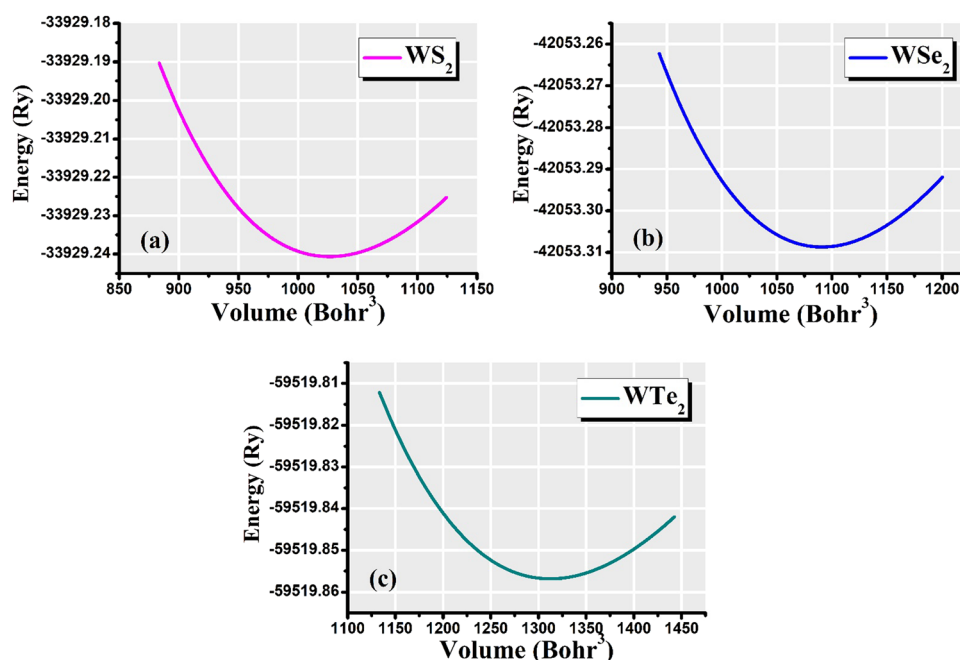 -33929.18
-33929.19
-33929.20
-33929.21
-33929.22
-33929.23
-33929.24
Energy (Ry)
WS₂
(a)
850 900 950 1000 1050 1100 1150
Volume (Bohr³)
-42053.26
-42053.27
-42053.28
-42053.29
-42053.30
-42053.31
Energy (Ry)
WSe₂
(b)
900 950 1000 1050 1100 1150 1200
Volume (Bohr³)
-59519.81
-59519.82
-59519.83
-59519.84
-59519.85
-59519.86
Energy (Ry)
WTe₂
(c)
1100 1150 1200 1250 1300 1350 1400 1450
Volume (Bohr³)